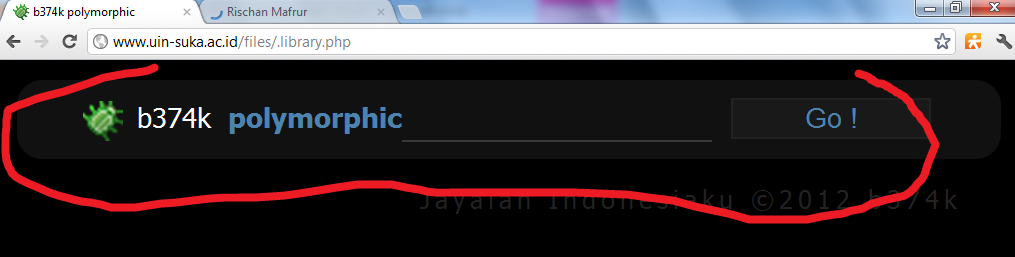 b374k polymorphic
Rischan Mafrur
www.uin-suka.ac.id/files/.library.php
b374k polymorphic
Go !
Jayalah Indonesiaku ©2012 b374k